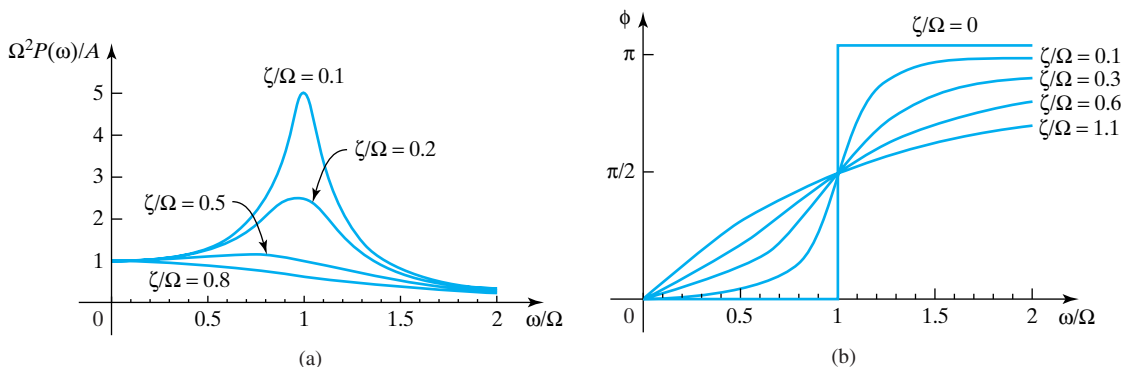 Ω²P(ω)/A
5
4
3
2
1
0
0.5
1
1.5
2
ω/Ω
ζ/Ω = 0.1
ζ/Ω = 0.2
ζ/Ω = 0.5
ζ/Ω = 0.8
(a)
ϕ
π
π/2
0
0.5
1
1.5
2
ω/Ω
ζ/Ω = 0
ζ/Ω = 0.1
ζ/Ω = 0.3
ζ/Ω = 0.6
ζ/Ω = 1.1
(b)